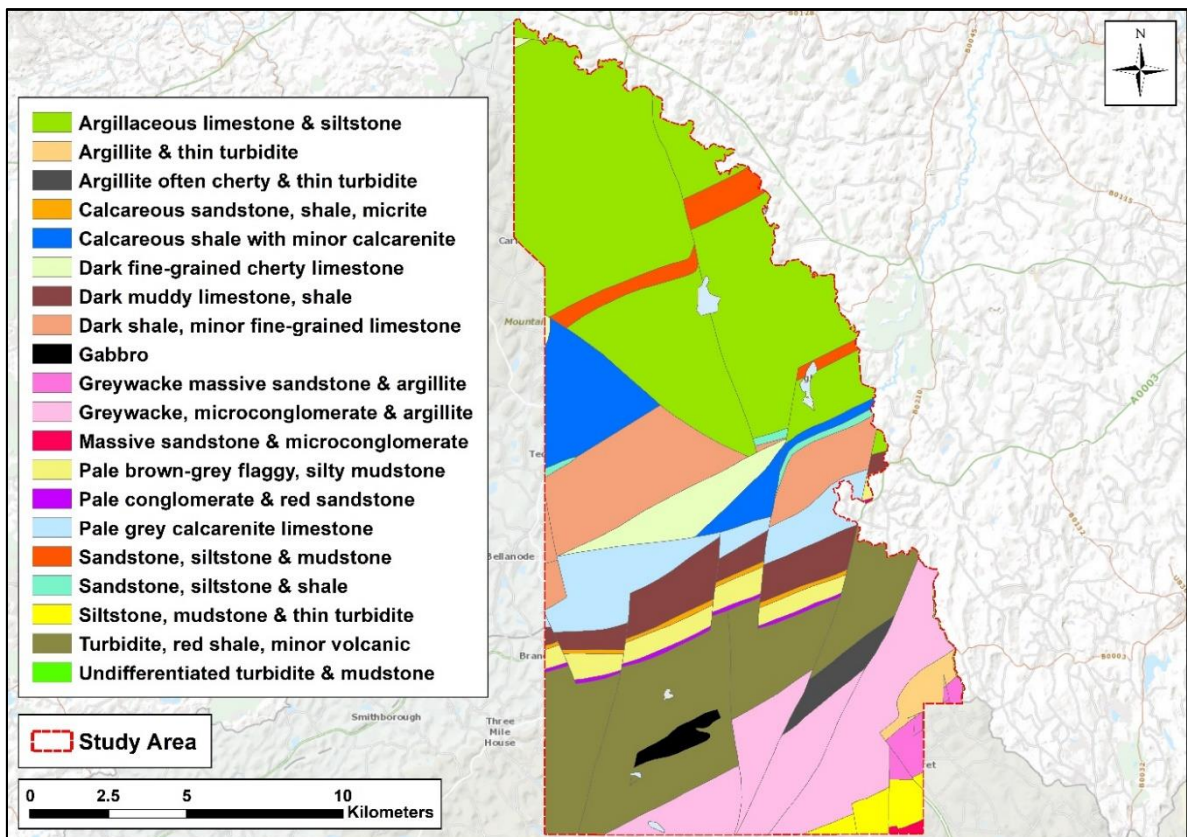 N
Argillaceous limestone & siltstone
Argillite & thin turbidite
Argillite often cherty & thin turbidite
Calcareous sandstone, shale, micrite
Calcareous shale with minor calcarenite
Dark fine-grained cherty limestone
Dark muddy limestone, shale
Dark shale, minor fine-grained limestone
Gabbro
Greywacke massive sandstone & argillite
Greywacke, microconglomerate & argillite
Massive sandstone & microconglomerate
Pale brown-grey flaggy, silty mudstone
Pale conglomerate & red sandstone
Pale grey calcarenite limestone
Sandstone, siltstone & mudstone
Sandstone, siltstone & shale
Siltstone, mudstone & thin turbidite
Turbidite, red shale, minor volcanic
Undifferentiated turbidite & mudstone
Study Area
0 2.5 5 10
Kilometers
Mountain
Bellanode
Smithborough
Three
Mile
House
A0003